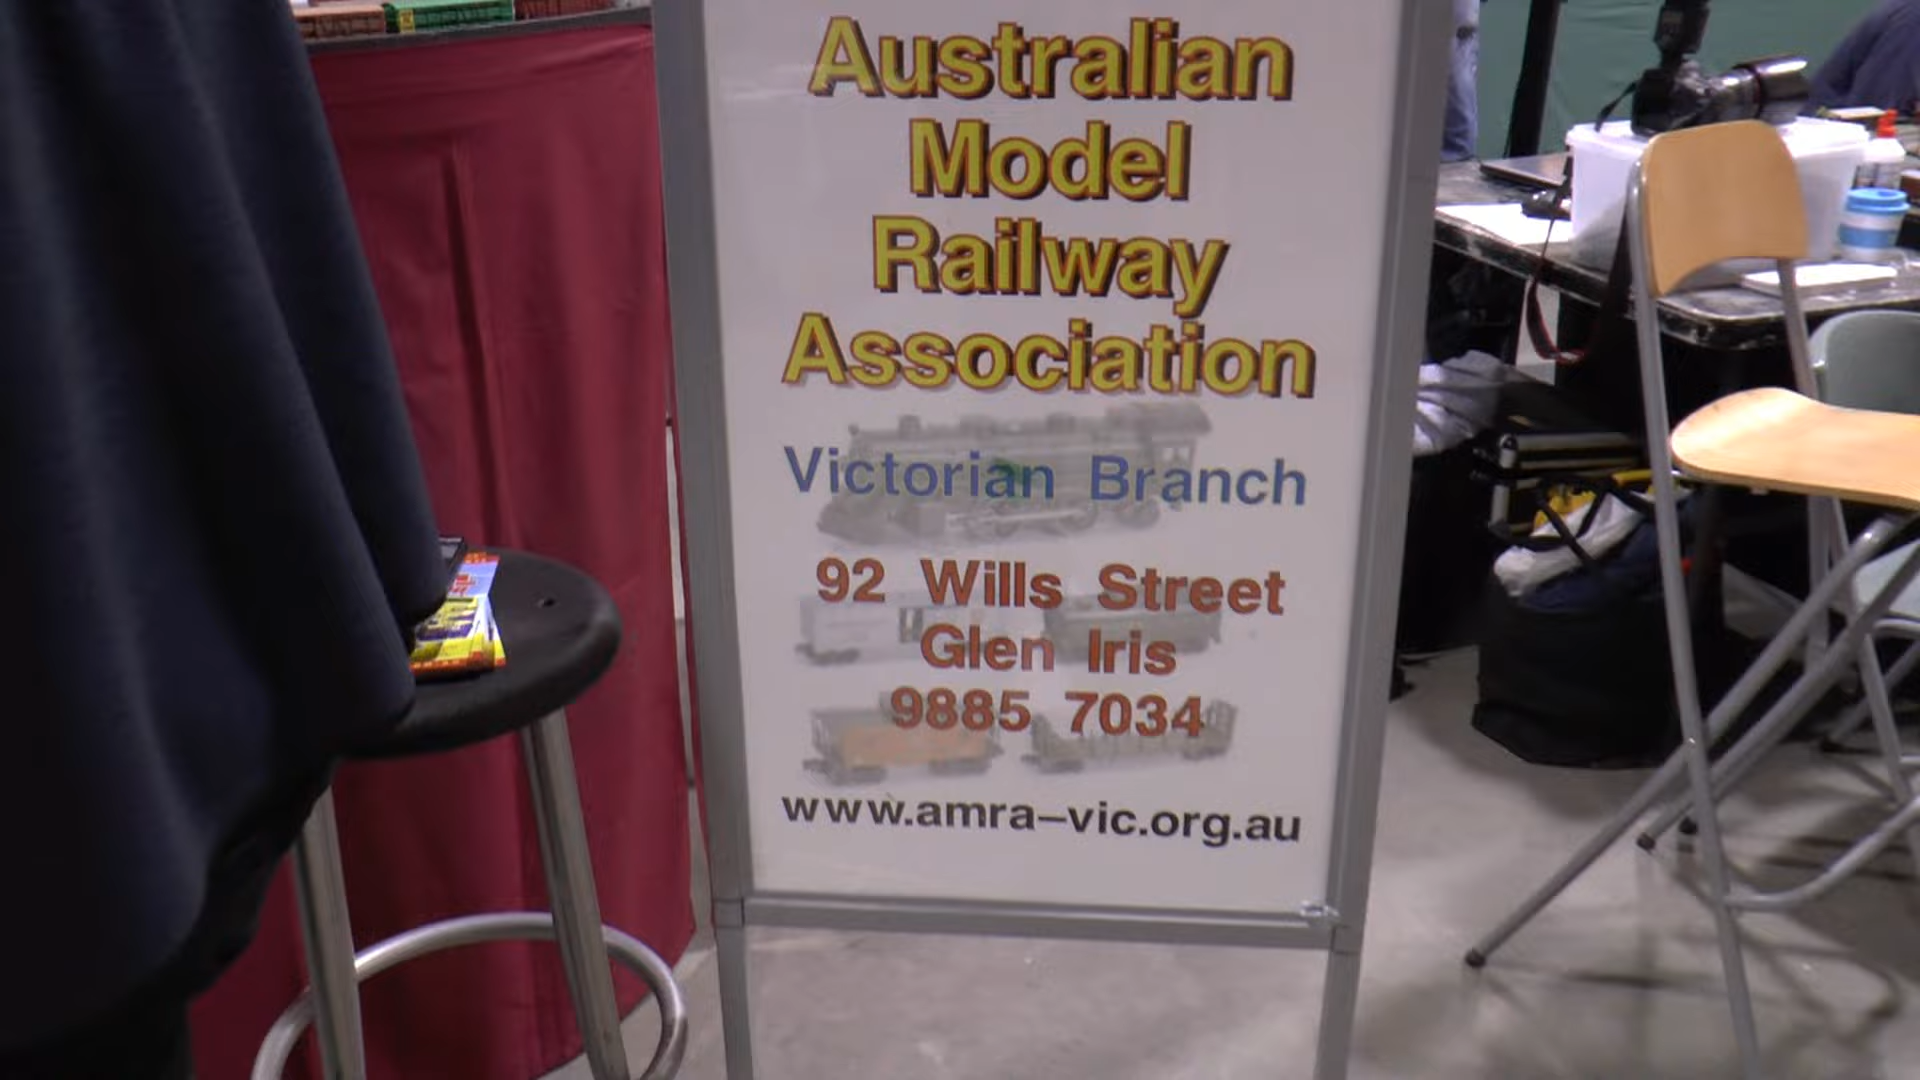 Australian
Model
Railway
Association
Victorian Branch
92 Wills Street
Glen Iris
9885 7034
www.amra–vic.org.au